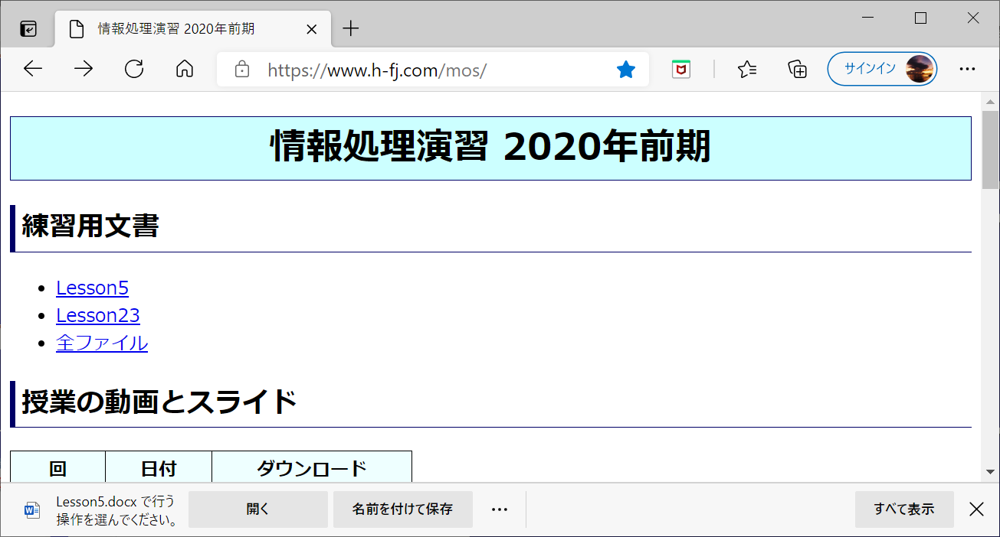 情報処理演習 2020年前期
https://www.h-fj.com/mos/
サインイン
情報処理演習 2020年前期
練習用文書
Lesson5
Lesson23
全ファイル
授業の動画とスライド
回 日付 ダウンロード
Lesson5.docx で行う
操作を選んでください。
開く 名前を付けて保存 すべて表示